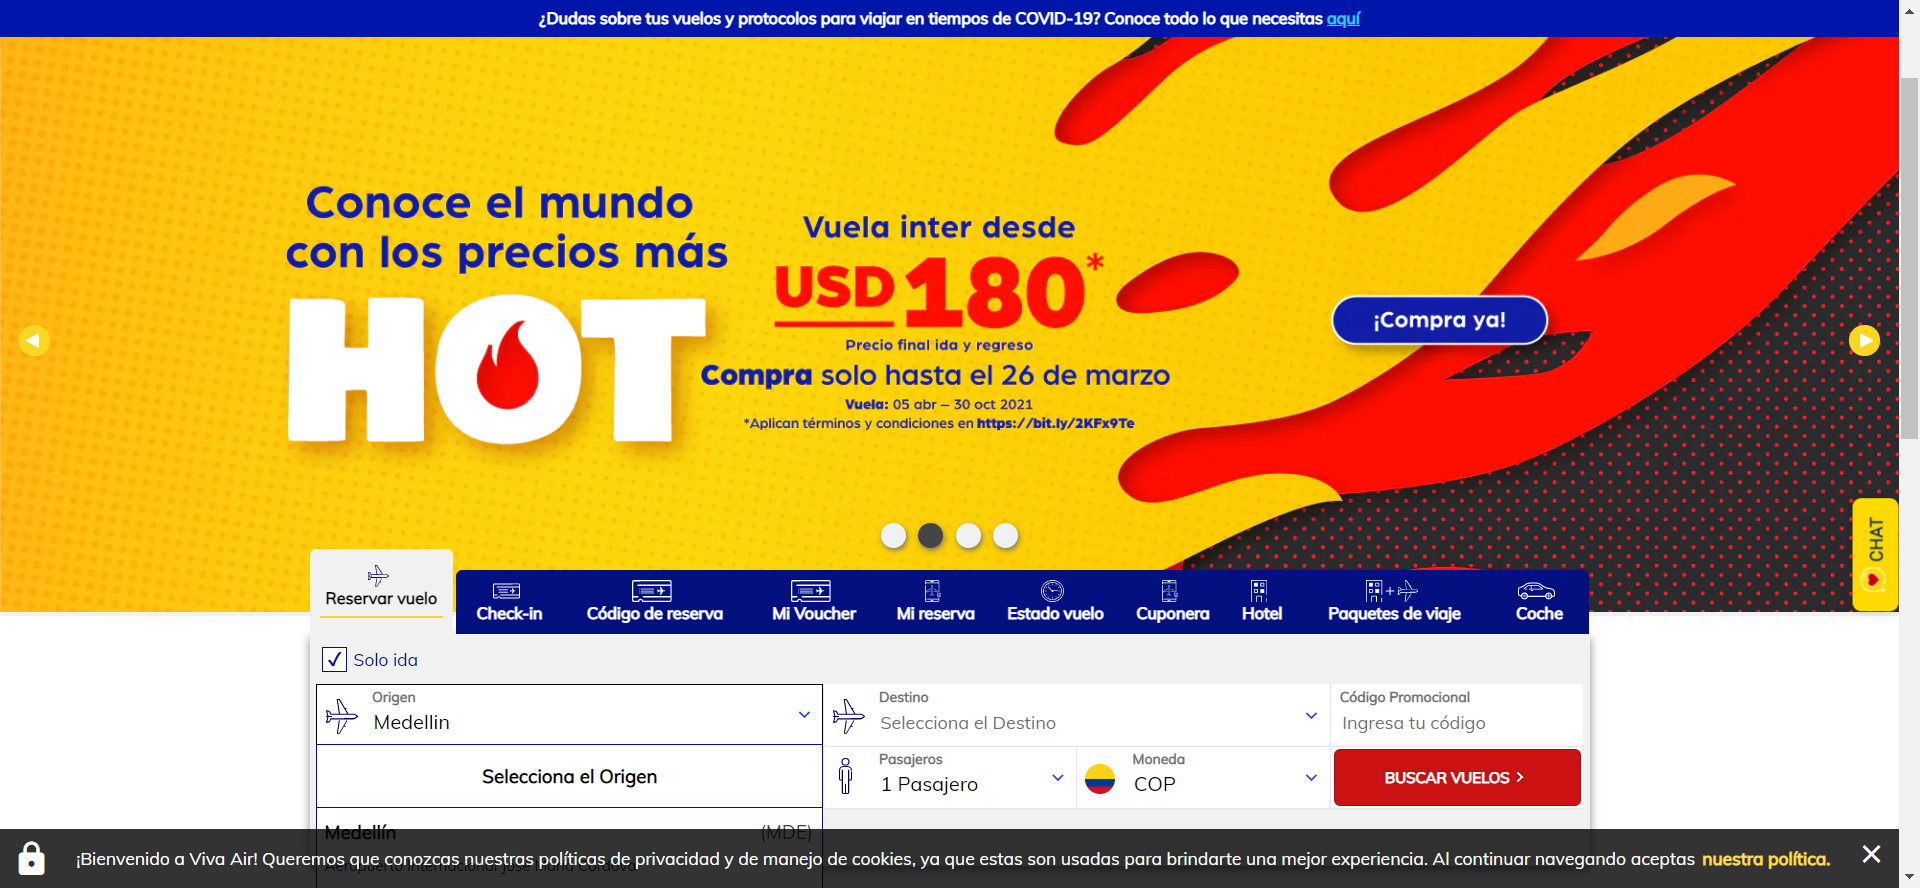 ¿Dudas sobre tus vuelos y protocolos para viajar en tiempos de COVID-19? Conoce todo lo que necesitas aquí
Conoce el mundo
con los precios más
HOT
Vuela inter desde
USD 180*
Precio final ida y regreso
Compra solo hasta el 26 de marzo
Vuela: 05 abr – 30 oct 2021
*Aplican términos y condiciones en https://bit.ly/2KFx9Te
¡Compra ya!
CHAT
Reservar vuelo
Check-in
Código de reserva
Mi Voucher
Mi reserva
Estado vuelo
Cuponera
Hotel
Paquetes de viaje
Coche
Solo ida
Origen
Medellin
Destino
Selecciona el Destino
Código Promocional
Ingresa tu código
Selecciona el Origen
Pasajeros
1 Pasajero
Moneda
COP
BUSCAR VUELOS
Medellín (MDE)
Aeropuerto Internacional José María Córdova
¡Bienvenido a Viva Air! Queremos que conozcas nuestras políticas de privacidad y de manejo de cookies, ya que estas son usadas para brindarte una mejor experiencia. Al continuar navegando aceptas nuestra política.